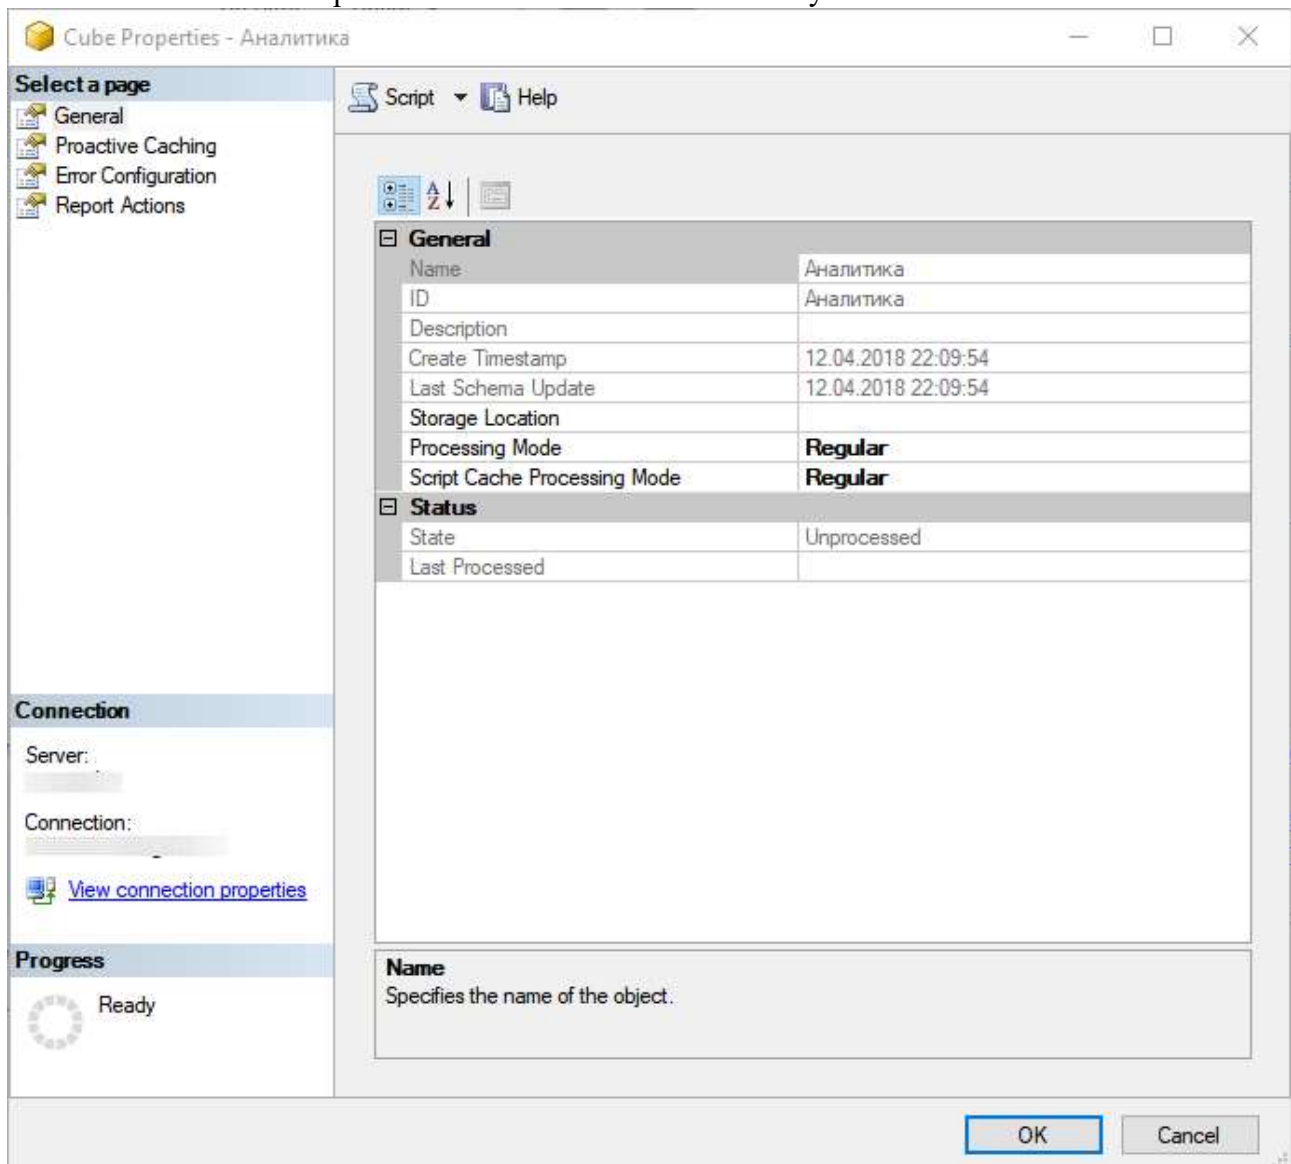 Cube Properties - Аналитика
Select a page
General
Proactive Caching
Error Configuration
Report Actions
Script
Help
General
Name Аналитика
ID Аналитика
Description
Create Timestamp 12.04.2018 22:09:54
Last Schema Update 12.04.2018 22:09:54
Storage Location
Processing Mode Regular
Script Cache Processing Mode Regular
Status
State Unprocessed
Last Processed
Connection
Server:
Connection:
View connection properties
Progress
Ready
Name
Specifies the name of the object.
OK
Cancel